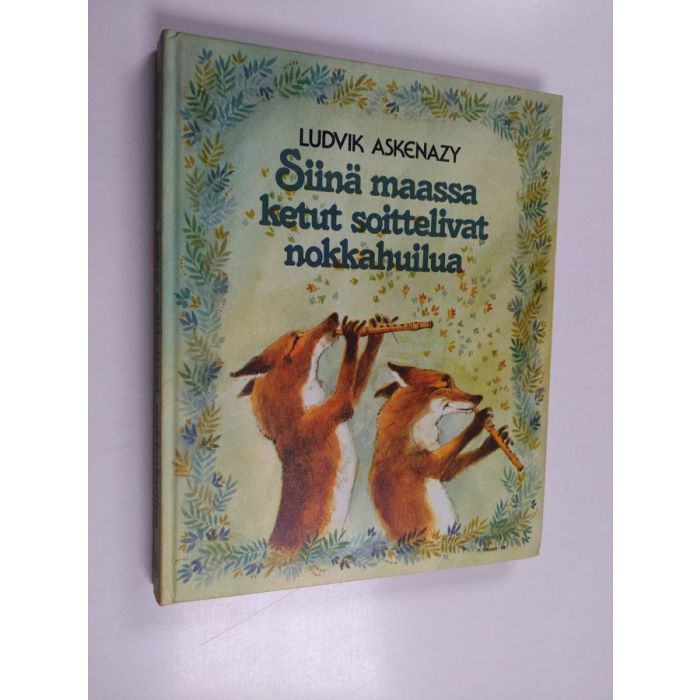 LUDVIK ASKENAZY
Siinä maassa
ketut soittelivat
nokkahuilua